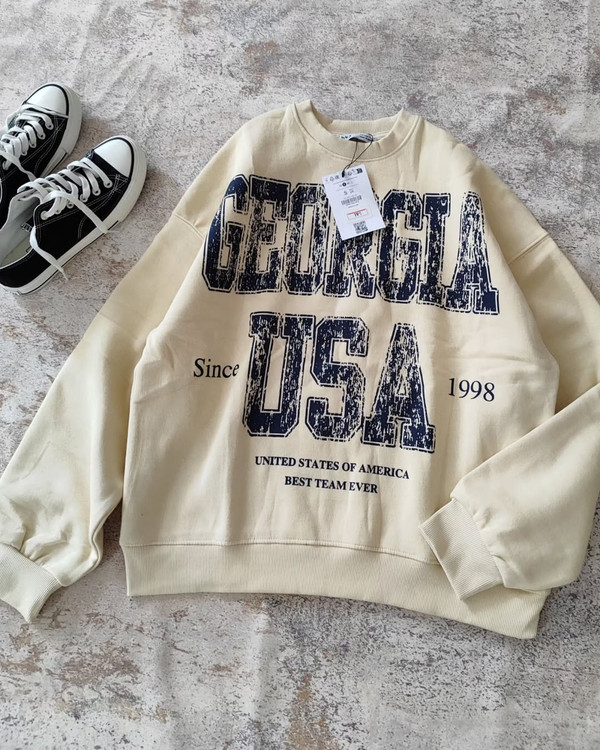 GEORGIA
USA
Since 1998
UNITED STATES OF AMERICA
BEST TEAM EVER